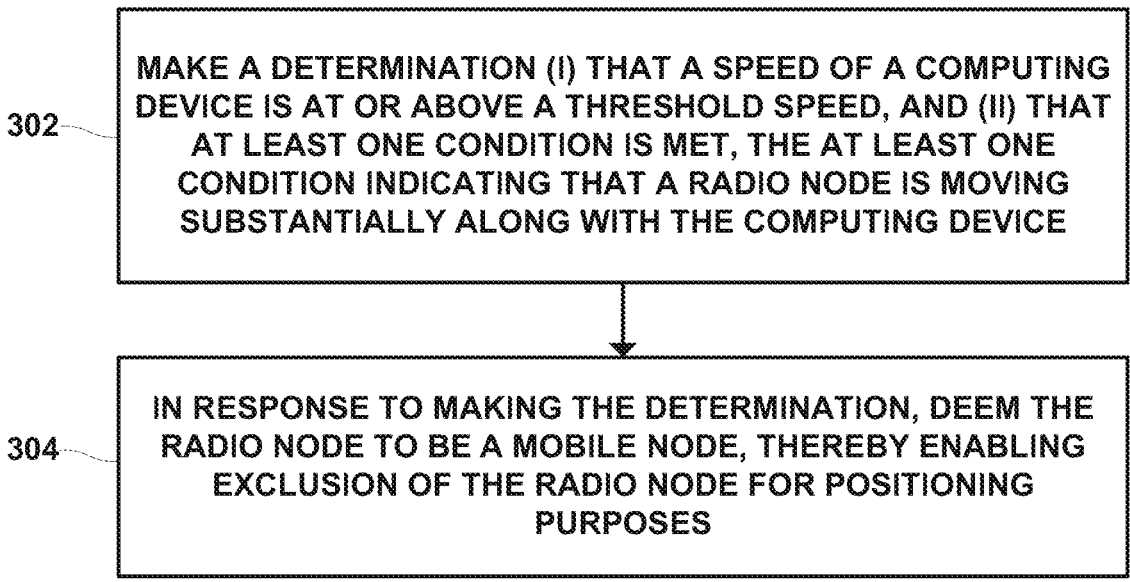 302
MAKE A DETERMINATION (I) THAT A SPEED OF A COMPUTING
DEVICE IS AT OR ABOVE A THRESHOLD SPEED, AND (II) THAT
AT LEAST ONE CONDITION IS MET, THE AT LEAST ONE
CONDITION INDICATING THAT A RADIO NODE IS MOVING
SUBSTANTIALLY ALONG WITH THE COMPUTING DEVICE
304
IN RESPONSE TO MAKING THE DETERMINATION, DEEM THE
RADIO NODE TO BE A MOBILE NODE, THEREBY ENABLING
EXCLUSION OF THE RADIO NODE FOR POSITIONING
PURPOSES